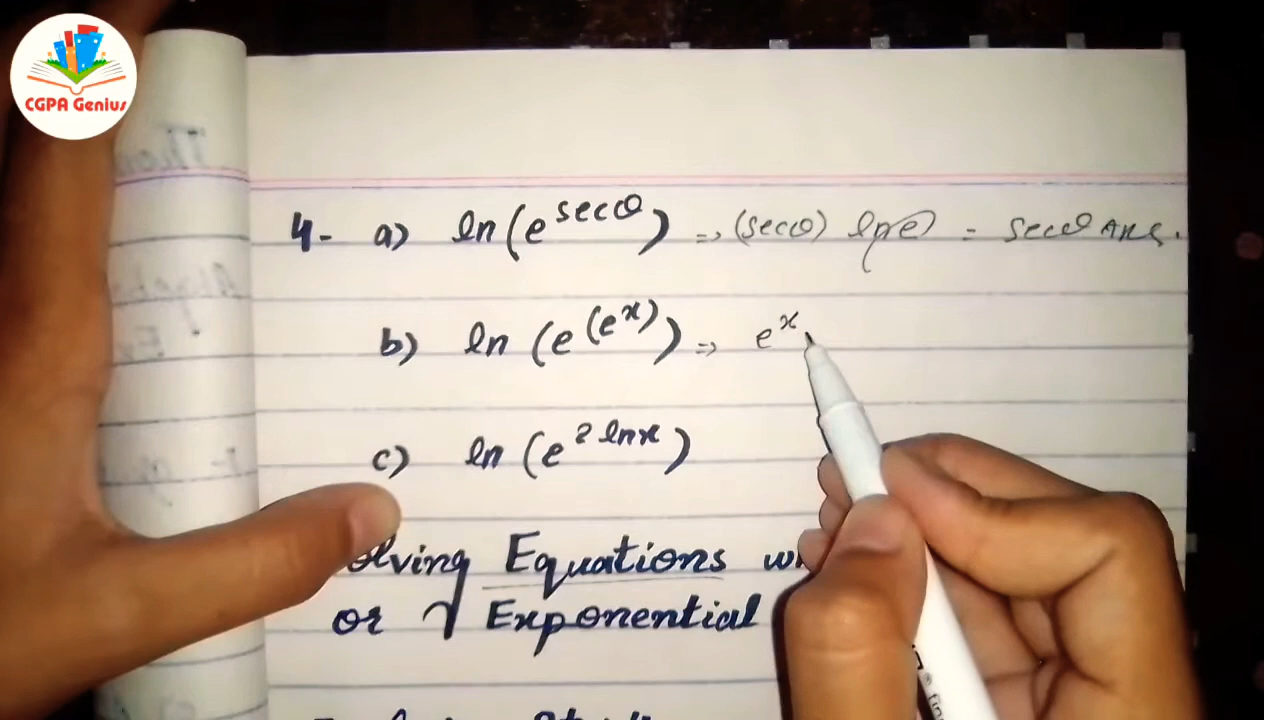 CGPA Genius
4- a) ln(e^secθ) => (secθ) ln(e) = secθ Ans.
b) ln(e^(e^x)) => e^x
c) ln(e^2 lnx)
olving Equations
or Exponential